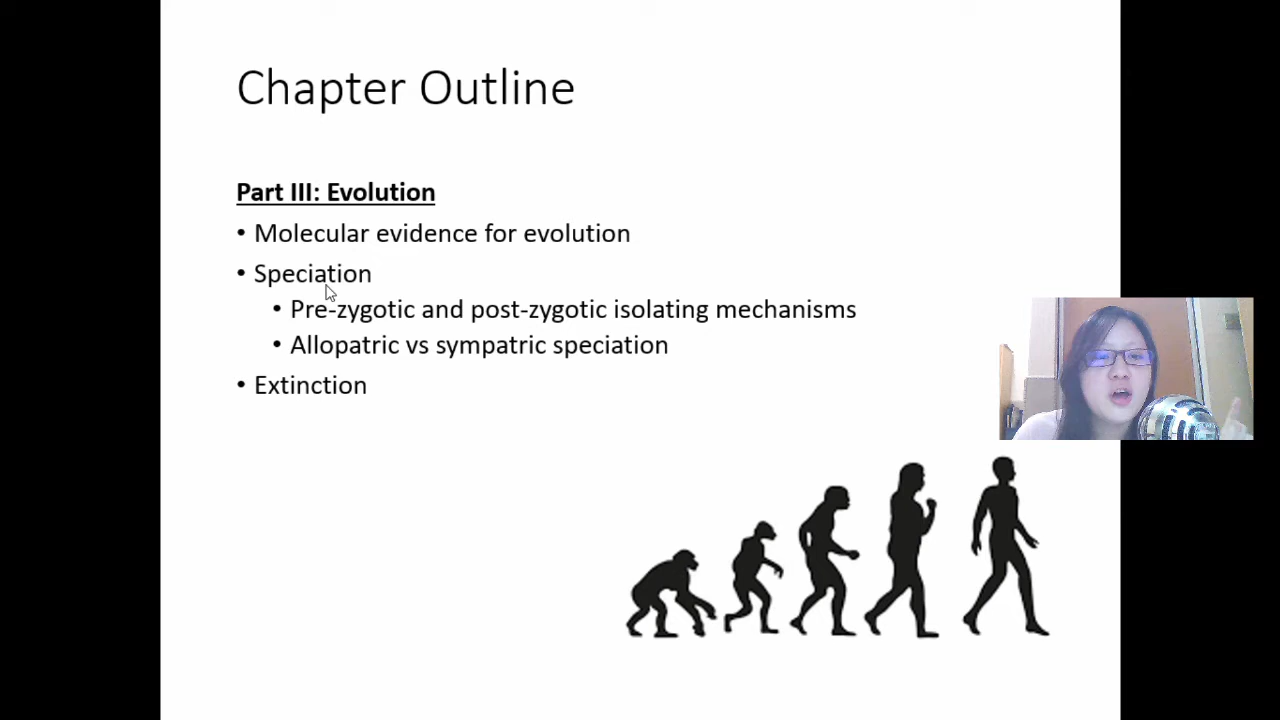 Chapter Outline
Part III: Evolution
• Molecular evidence for evolution
• Speciation
• Pre-zygotic and post-zygotic isolating mechanisms
• Allopatric vs sympatric speciation
• Extinction